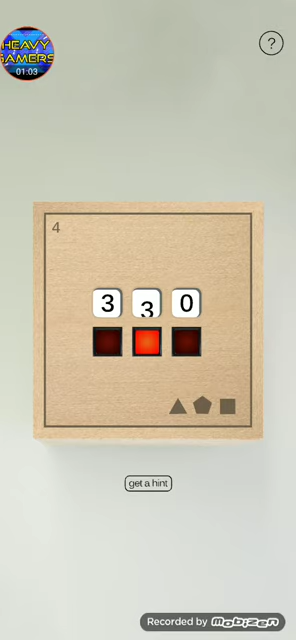 HEAVY
GAMERS
01:03
?
4
3 3 0
get a hint
Recorded by Mobizen